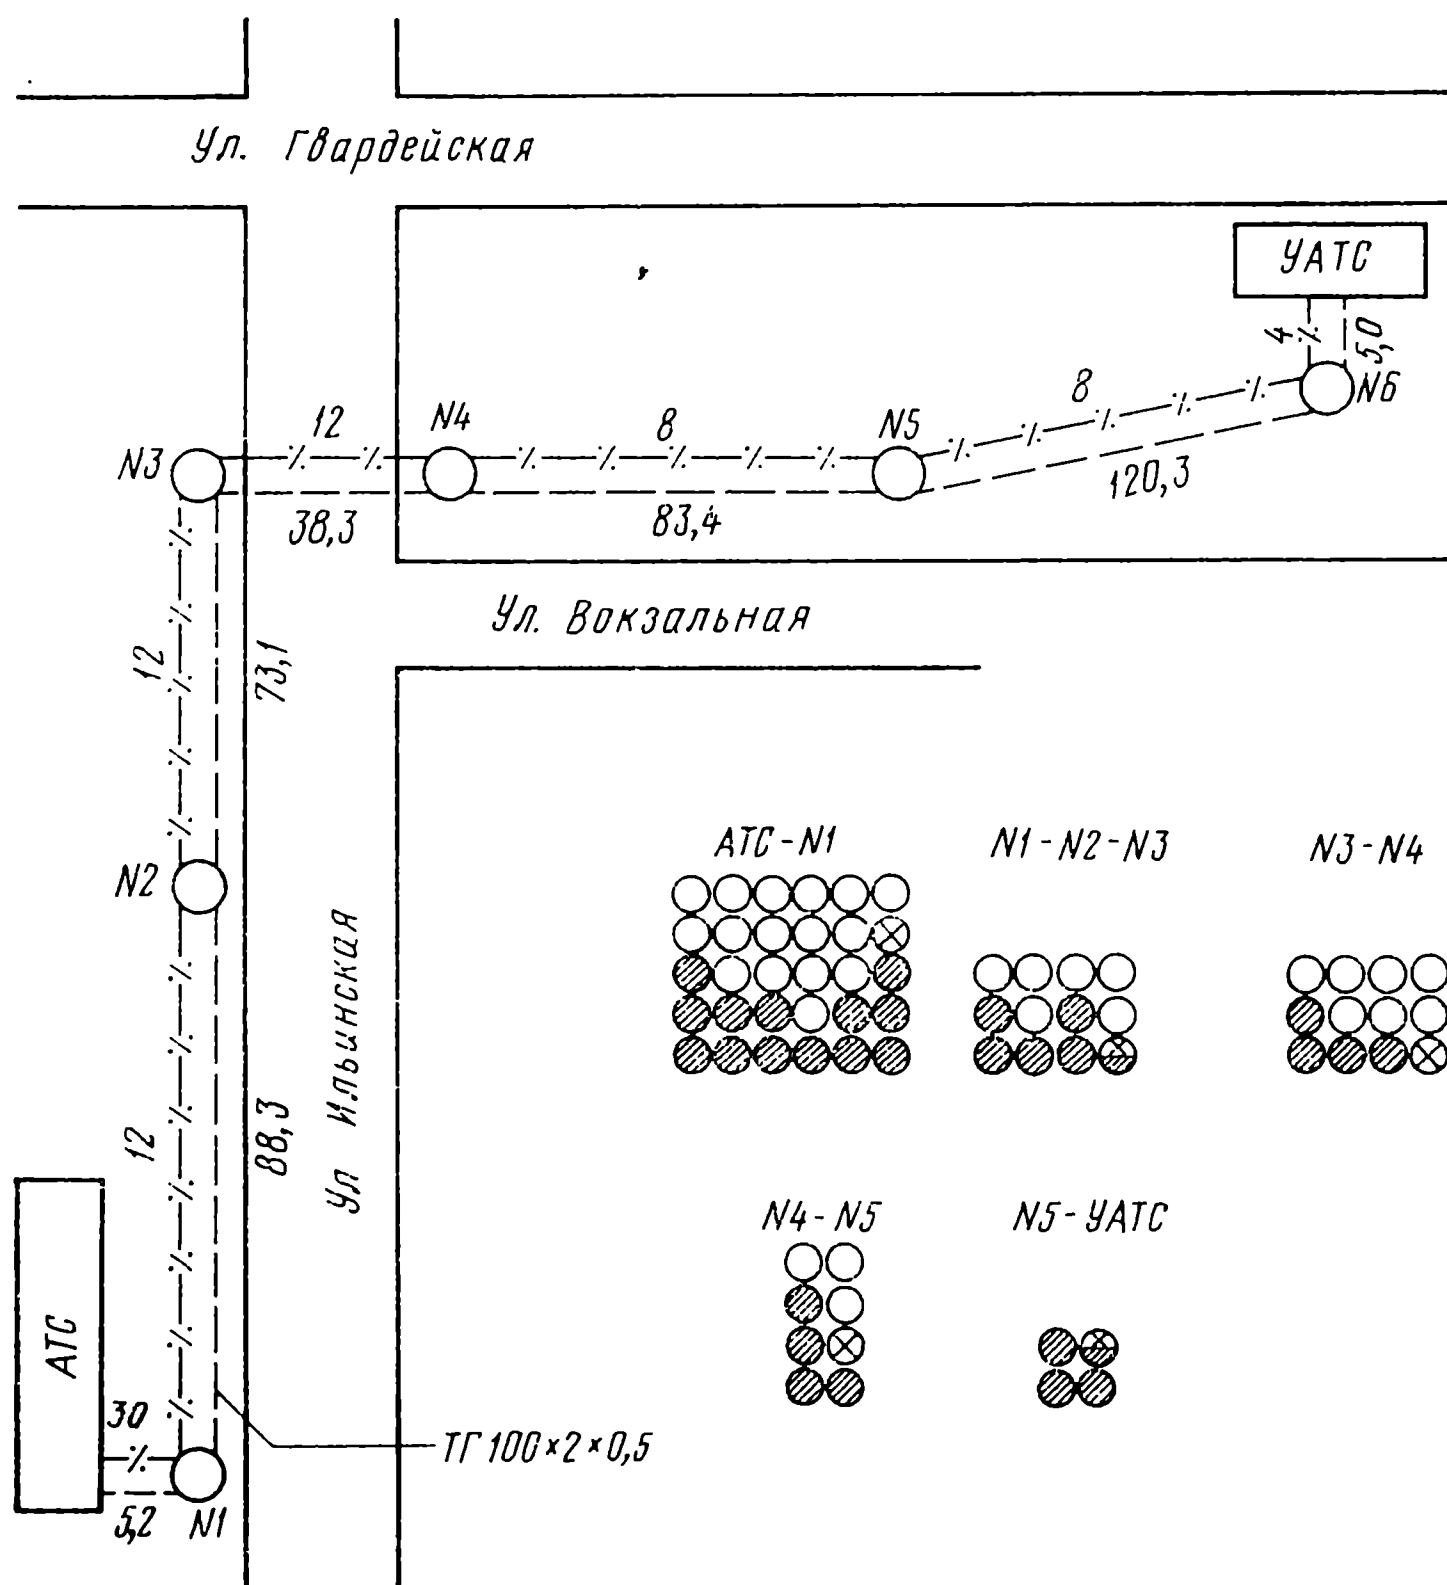 Ул. Гвардейская
УАТС
4
5,0
N6
8
120,3
N5
8
83,4
N4
12
38,3
N3
Ул. Вокзальная
12
73,1
N2
Ул Ильинская
12
88,3
АТС
30
5,2
N1
ТГ 100×2×0,5
АТС-N1
N1-N2-N3
N3-N4
N4-N5
N5-УАТС